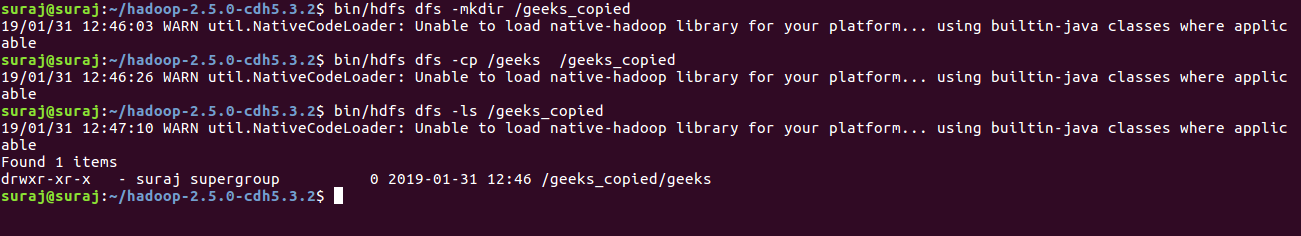 suraj@suraj:~/hadoop-2.5.0-cdh5.3.2$ bin/hdfs dfs -mkdir /geeks_copied
19/01/31 12:46:03 WARN util.NativeCodeLoader: Unable to load native-hadoop library for your platform... using builtin-java classes where applic
able
suraj@suraj:~/hadoop-2.5.0-cdh5.3.2$ bin/hdfs dfs -cp /geeks  /geeks_copied
19/01/31 12:46:26 WARN util.NativeCodeLoader: Unable to load native-hadoop library for your platform... using builtin-java classes where applic
able
suraj@suraj:~/hadoop-2.5.0-cdh5.3.2$ bin/hdfs dfs -ls /geeks_copied
19/01/31 12:47:10 WARN util.NativeCodeLoader: Unable to load native-hadoop library for your platform... using builtin-java classes where applic
able
Found 1 items
drwxr-xr-x   - suraj supergroup          0 2019-01-31 12:46 /geeks_copied/geeks
suraj@suraj:~/hadoop-2.5.0-cdh5.3.2$